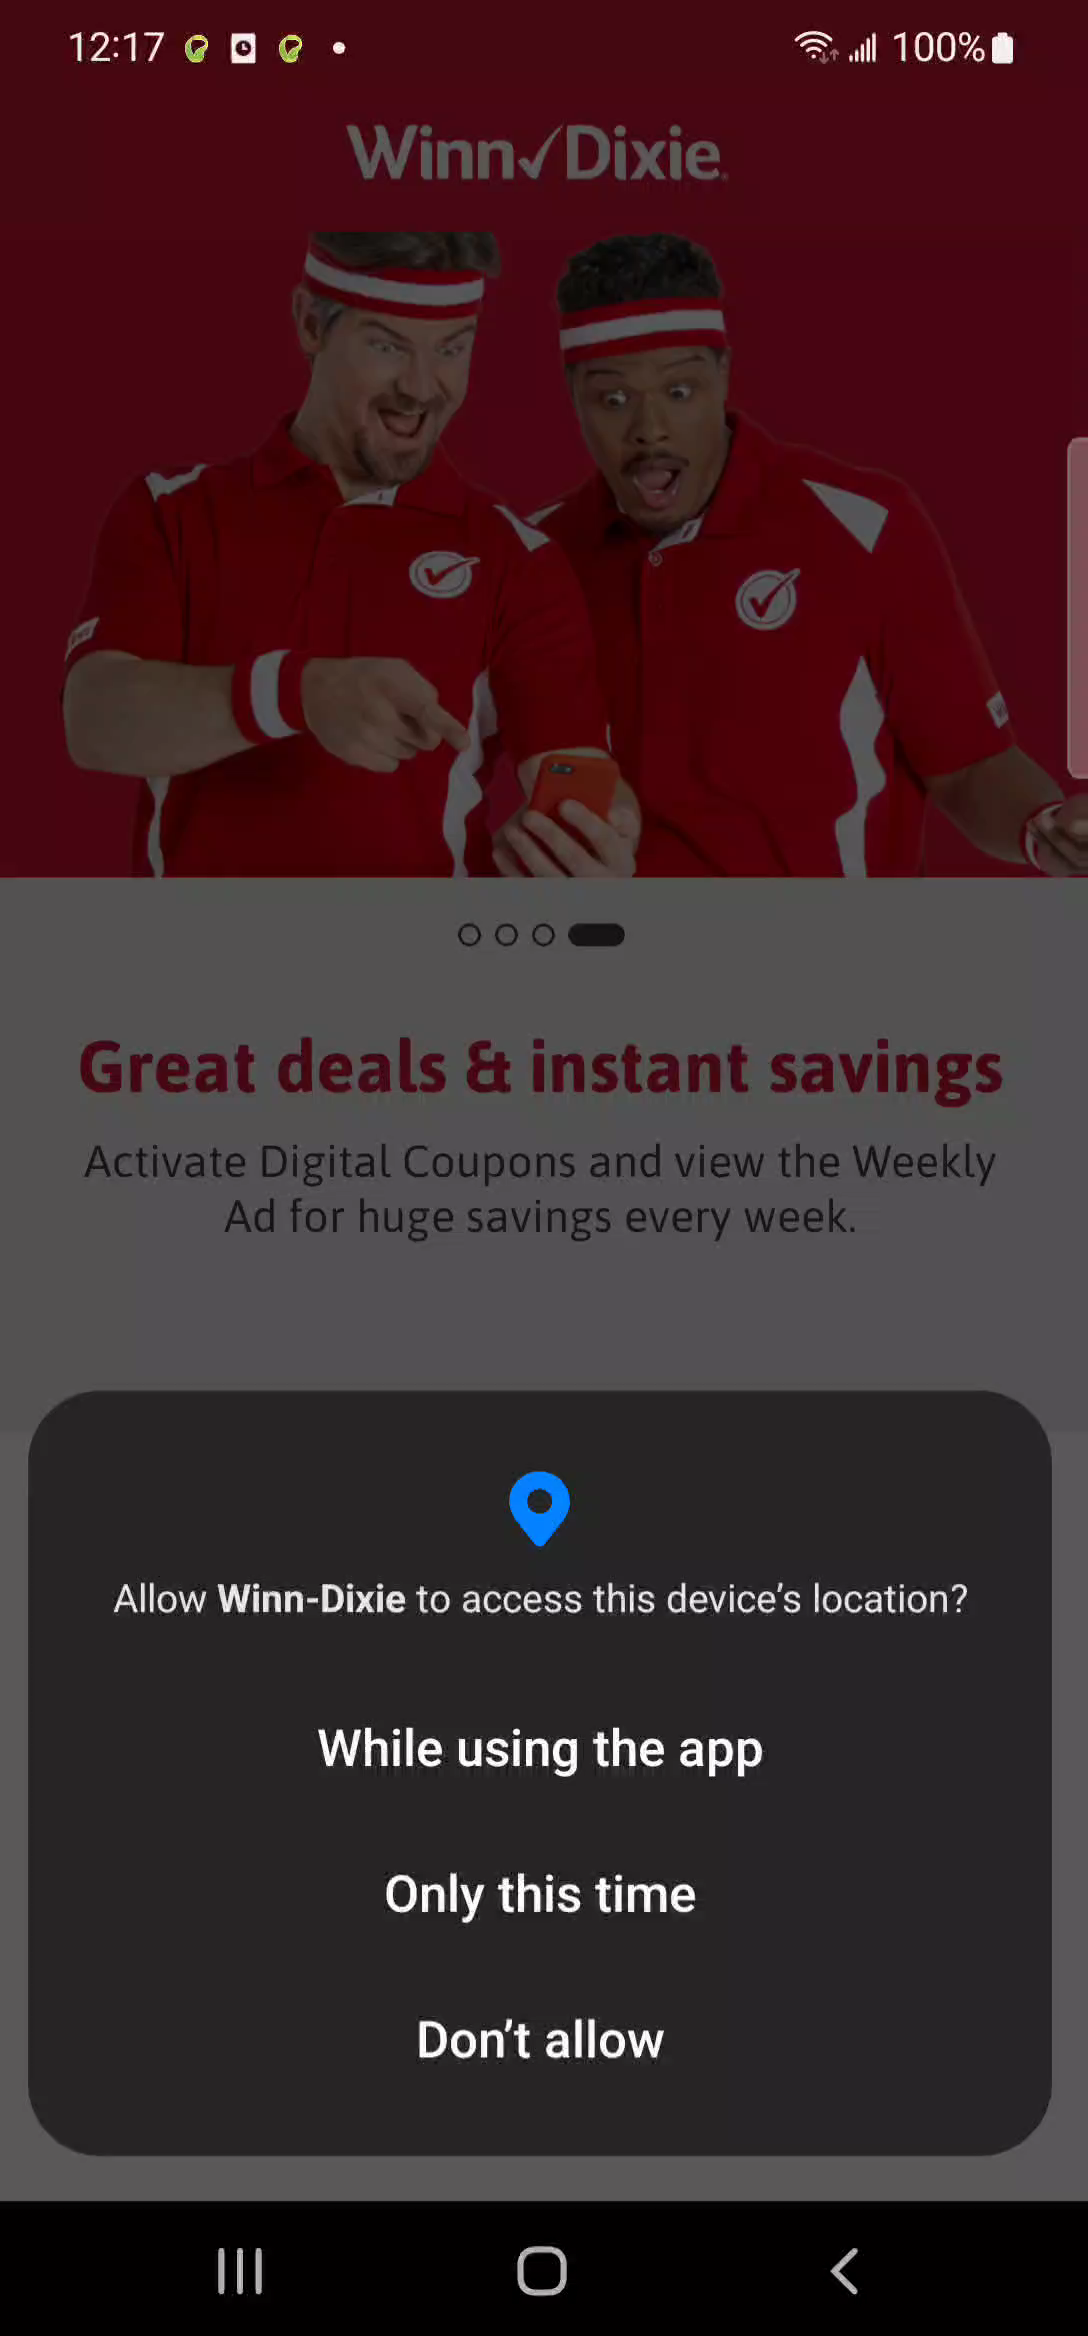 12:17
100%
Winn Dixie
Great deals & instant savings
Activate Digital Coupons and view the Weekly
Ad for huge savings every week.
Allow Winn-Dixie to access this device's location?
While using the app
Only this time
Don't allow